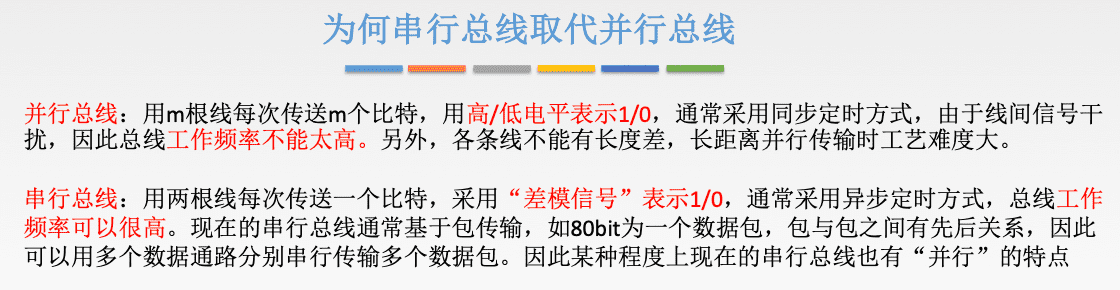 为何串行总线取代并行总线
并行总线：用m根线每次传送m个比特，用高/低电平表示1/0，通常采用同步定时方式，由于线间信号干
扰，因此总线工作频率不能太高。另外，各条线不能有长度差，长距离并行传输时工艺难度大。
串行总线：用两根线每次传送一个比特，采用“差模信号”表示1/0，通常采用异步定时方式，总线工作
频率可以很高。现在的串行总线通常基于包传输，如80bit为一个数据包，包与包之间有先后关系，因此
可以用多个数据通路分别串行传输多个数据包。因此某种程度上现在的串行总线也有“并行”的特点